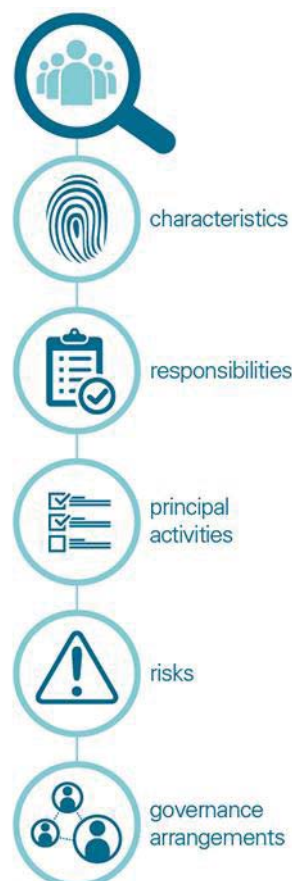 characteristics
responsibilities
principal
activities
risks
governance
arrangements